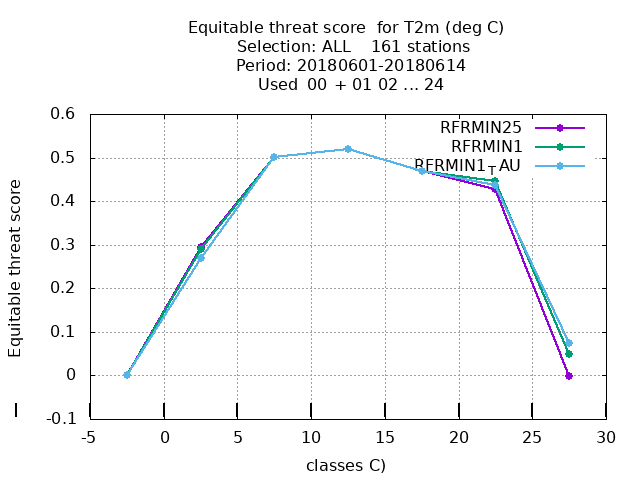 Equitable threat score for T2m (deg C)
Selection: ALL 161 stations
Period: 20180601-20180614
Used 00 + 01 02 ... 24
0.6
0.5
0.4
0.3
0.2
0.1
0
-0.1
Equitable threat score
RFRMIN25
RFRMIN1
RFRMIN1TAU
-5
0
5
10
15
20
25
30
classes C)